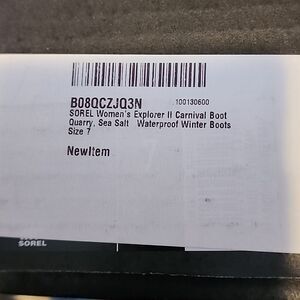 B08QCZJQ3N
100130600
SOREL Women's Explorer II Carnival Boot
Quarry, Sea Salt Waterproof Winter Boots
Size 7
NewItem
SOREL